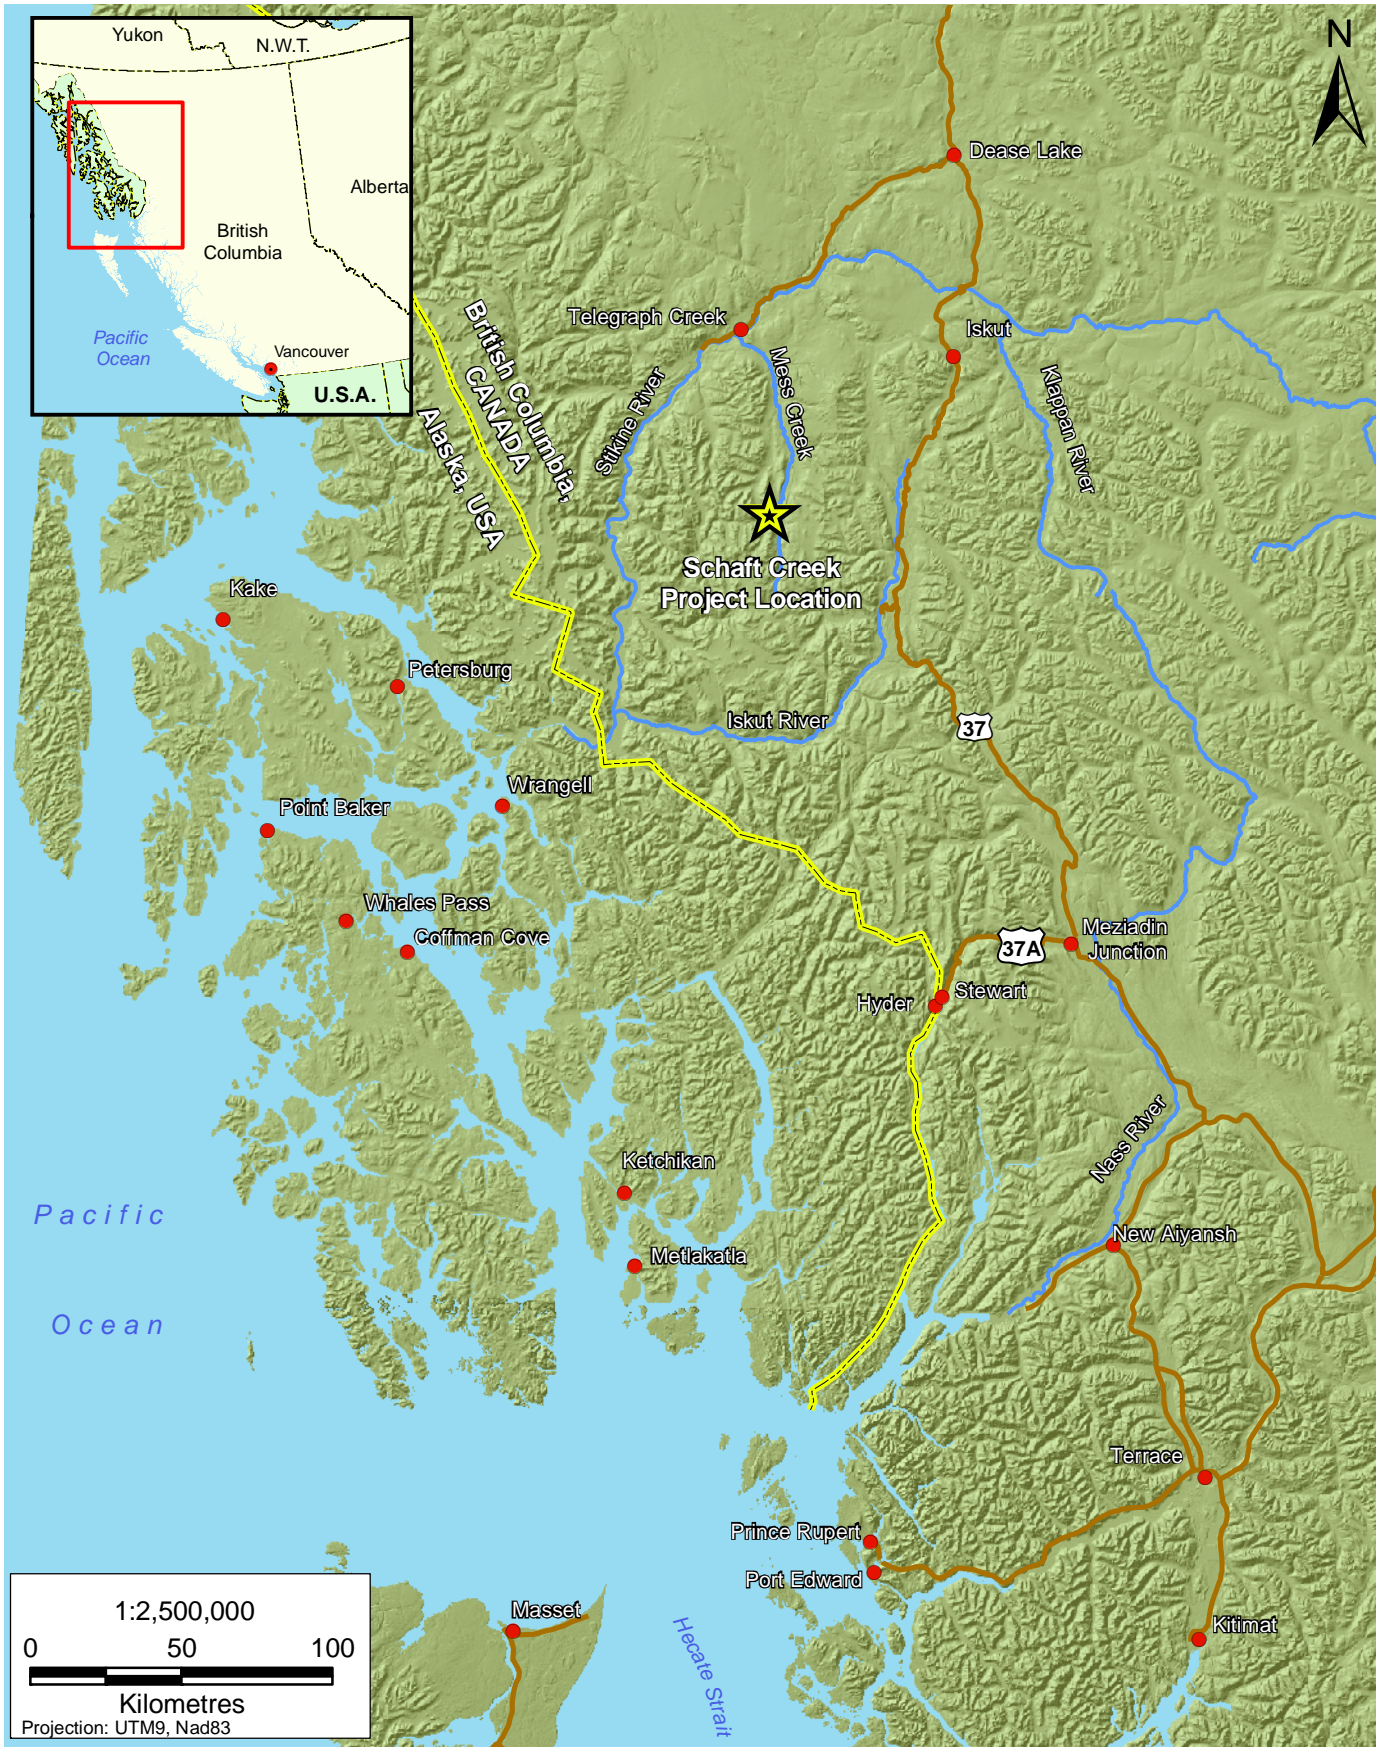 Yukon
N.W.T.
Alberta
British
Columbia
Pacific
Ocean
Vancouver
U.S.A.
N
Dease Lake
Telegraph Creek
Iskut
British Columbia,
CANADA
Alaska, USA
Stikine River
Mess Creek
Klappan River
Schaft Creek
Project Location
Kake
Petersburg
Iskut River
37
Wrangell
Point Baker
Whales Pass
Coffman Cove
Meziadin
Junction
37A
Stewart
Hyder
Nass River
Ketchikan
Pacific
New Aiyansh
Metlakatla
Ocean
Terrace
Prince Rupert
Port Edward
Masset
Kitimat
Hecate Strait
1:2,500,000
0 50 100
Kilometres
Projection: UTM9, Nad83